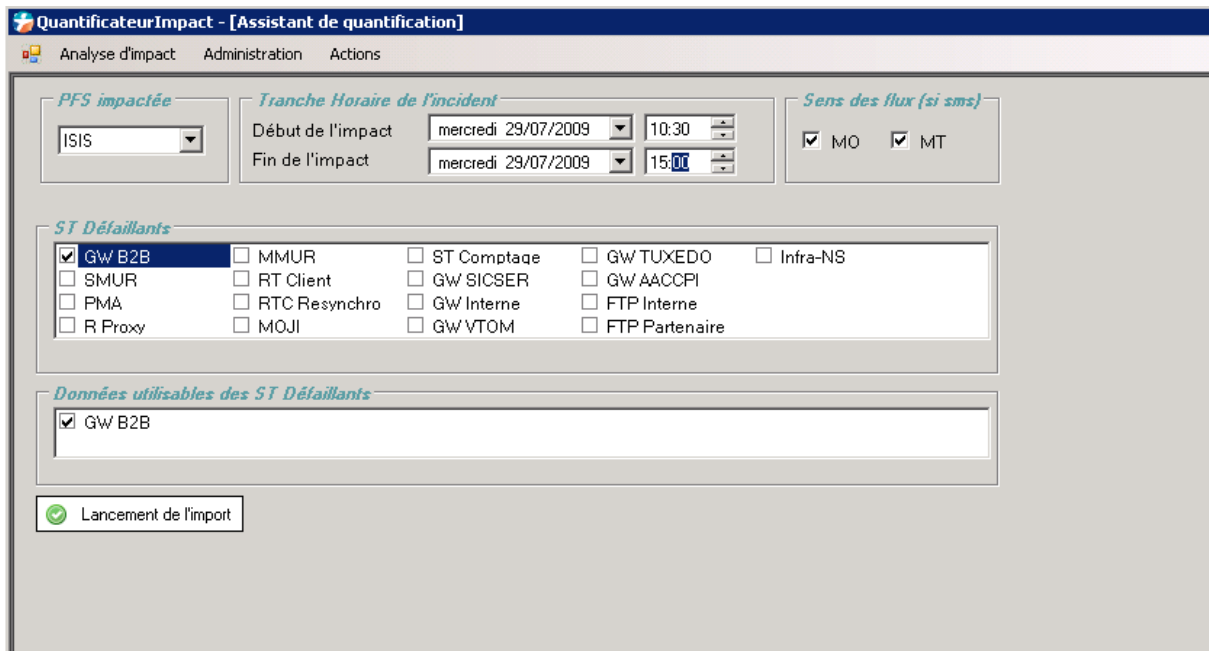 QuantificateurImpact - [Assistant de quantification]
Analyse d'impact Administration Actions
PFS impactée Tranche Horaire de l'incident Sens des flux (si sms)
ISIS Début de l'impact mercredi 29/07/2009 10:30 MO MT
Fin de l'impact mercredi 29/07/2009 15:00
ST Défaillants
GW B2B MMUR ST Comptage GW TUXEDO Infra-NS
SMUR RT Client GW SICSER GW AACCPI
PMA RTC Resynchro GW Interne FTP Interne
R Proxy MOJI GW VTOM FTP Partenaire
Données utilisables des ST Défaillants
GW B2B
Lancement de l'import